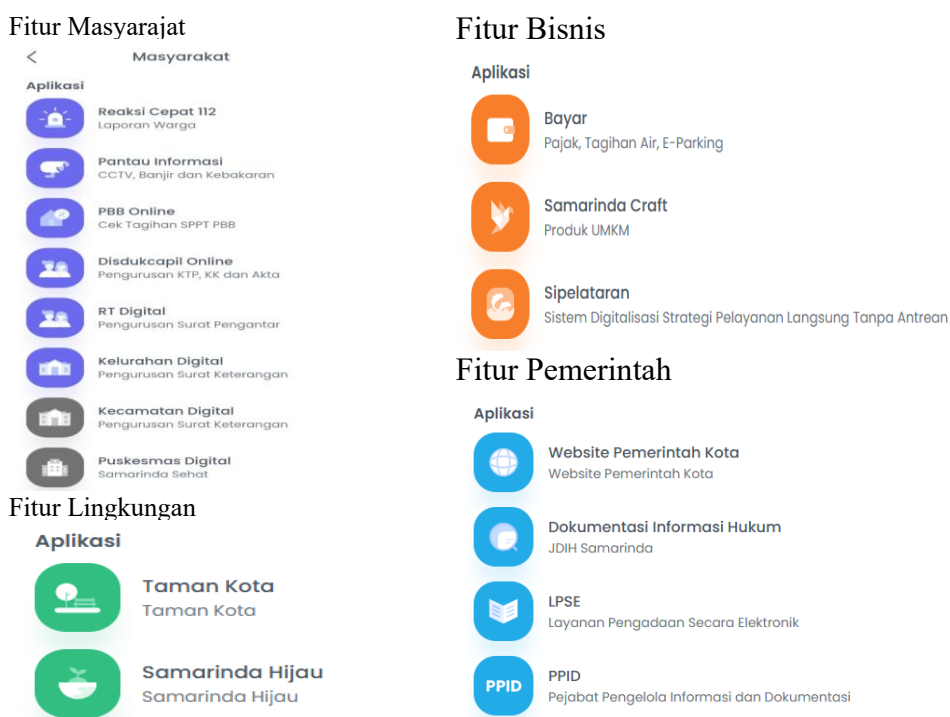 Fitur Masyarajat
Masyarakat
Aplikasi
Reaksi Cepat 112
Laporan Warga
Pantau Informasi
CCTV, Banjir dan Kebakaran
PBB Online
Cek Tagihan SPPT PBB
Disdukcapil Online
Pengurusan KTP, KK dan Akta
RT Digital
Pengurusan Surat Pengantar
Kelurahan Digital
Pengurusan Surat Keterangan
Kecamatan Digital
Pengurusan Surat Keterangan
Puskesmas Digital
Samarinda Sehat
Fitur Lingkungan
Aplikasi
Taman Kota
Taman Kota
Samarinda Hijau
Samarinda Hijau
Fitur Bisnis
Aplikasi
Bayar
Pajak, Tagihan Air, E-Parking
Samarinda Craft
Produk UMKM
Sipelataran
Sistem Digitalisasi Strategi Pelayanan Langsung Tanpa Antrean
Fitur Pemerintah
Aplikasi
Website Pemerintah Kota
Website Pemerintah Kota
Dokumentasi Informasi Hukum
JDIH Samarinda
LPSE
Layanan Pengadaan Secara Elektronik
PPID
PPID
Pejabat Pengelola Informasi dan Dokumentasi